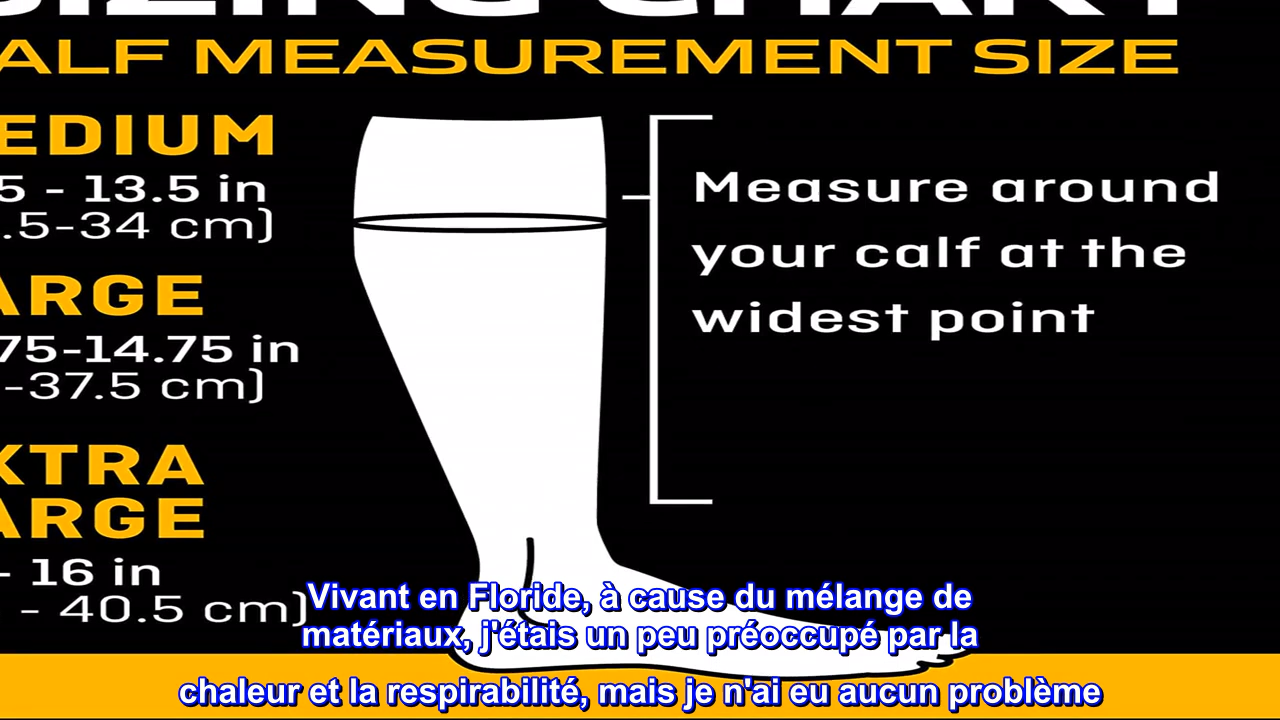 SIZING CHART
ALF MEASUREMENT SIZE
EDIUM
5 - 13.5 in
.5-34 cm)
ARGE
75-14.75 in
-37.5 cm)
XTRA
ARGE
- 16 in
- 40.5 cm)
Measure around
your calf at the
widest point
Vivant en Floride, à cause du mélange de
matériaux, j'étais un peu préoccupé par la
chaleur et la respirabilité, mais je n'ai eu aucun problème